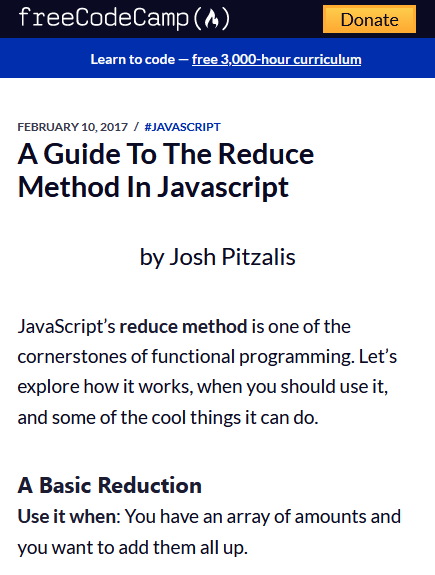 freeCodeCamp(🔥)
Donate
Learn to code — free 3,000-hour curriculum
FEBRUARY 10, 2017 / #JAVASCRIPT
A Guide To The Reduce
Method In Javascript
by Josh Pitzalis
JavaScript’s reduce method is one of the
cornerstones of functional programming. Let’s
explore how it works, when you should use it,
and some of the cool things it can do.
A Basic Reduction
Use it when: You have an array of amounts and
you want to add them all up.